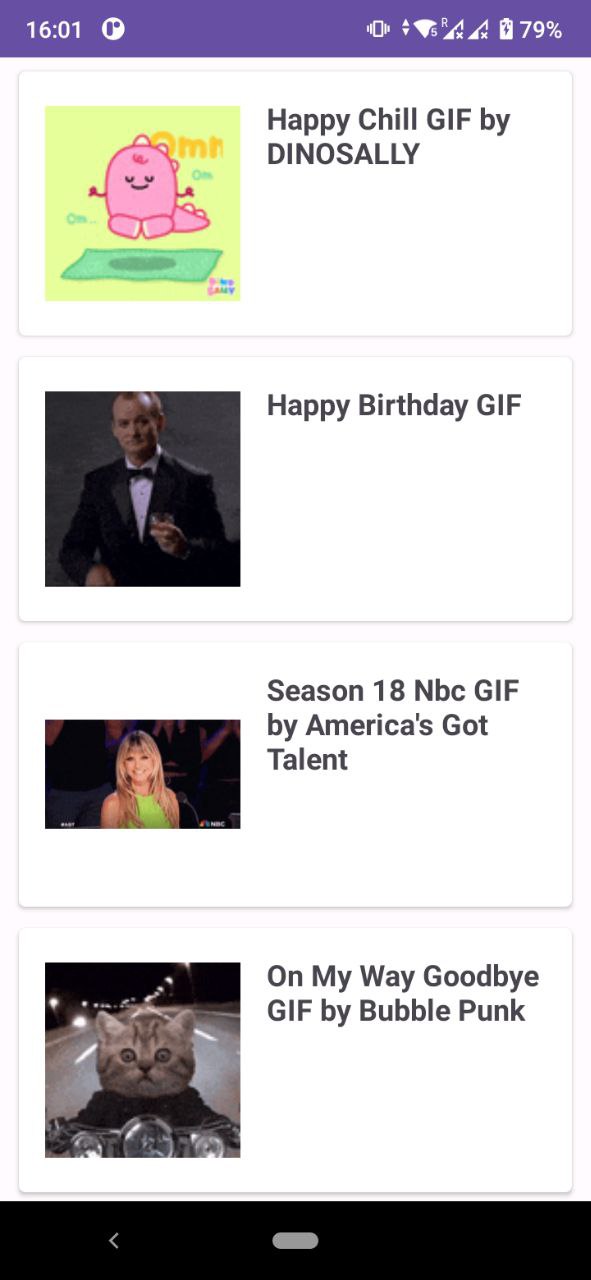 16:01
5 R 79%
Omm
Om
Om...
DINO
SALLY
Happy Chill GIF by
DINOSALLY
Happy Birthday GIF
Season 18 Nbc GIF
by America's Got
Talent
#AGT
NBC
On My Way Goodbye
GIF by Bubble Punk